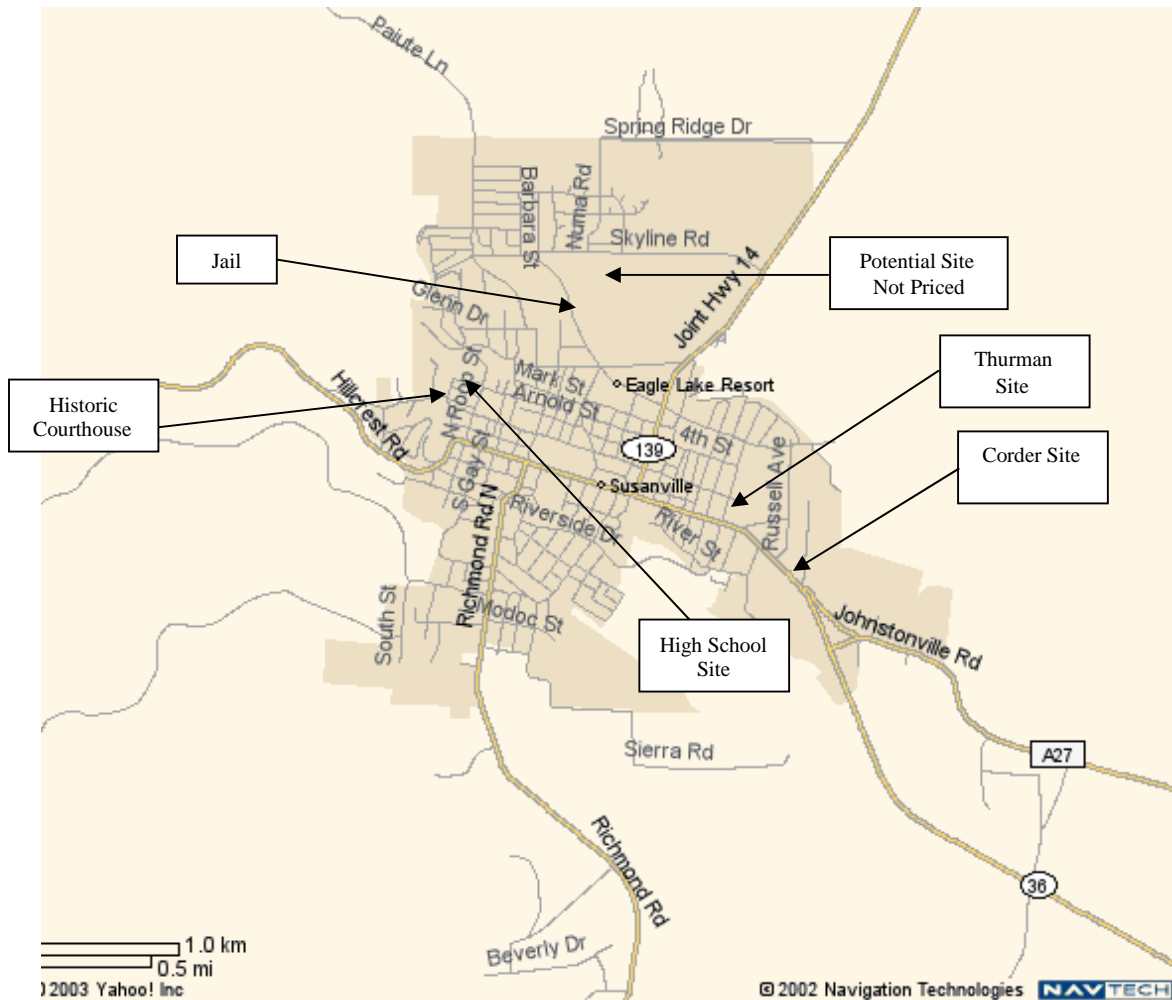 Paiute Ln
Spring Ridge Dr
Barbara St
Numa Rd
Skyline Rd
Jail
Potential Site
Not Priced
Joint Hwy 14
Glenn Dr
Thurman
Site
Historic
Courthouse
N Roop St
Mark St
Eagle Lake Resort
Arnold St
Hillcrest Rd
4th St
139
Corder Site
S Gay St
Susanville
Russell Ave
Richmond Rd N
Riverside Dr
River St
South St
Modoc St
High School
Site
Johnstonville Rd
Sierra Rd
A27
Richmond Rd
36
Beverly Dr
1.0 km
0.5 mi
2003 Yahoo! Inc
© 2002 Navigation Technologies
NAVTECH